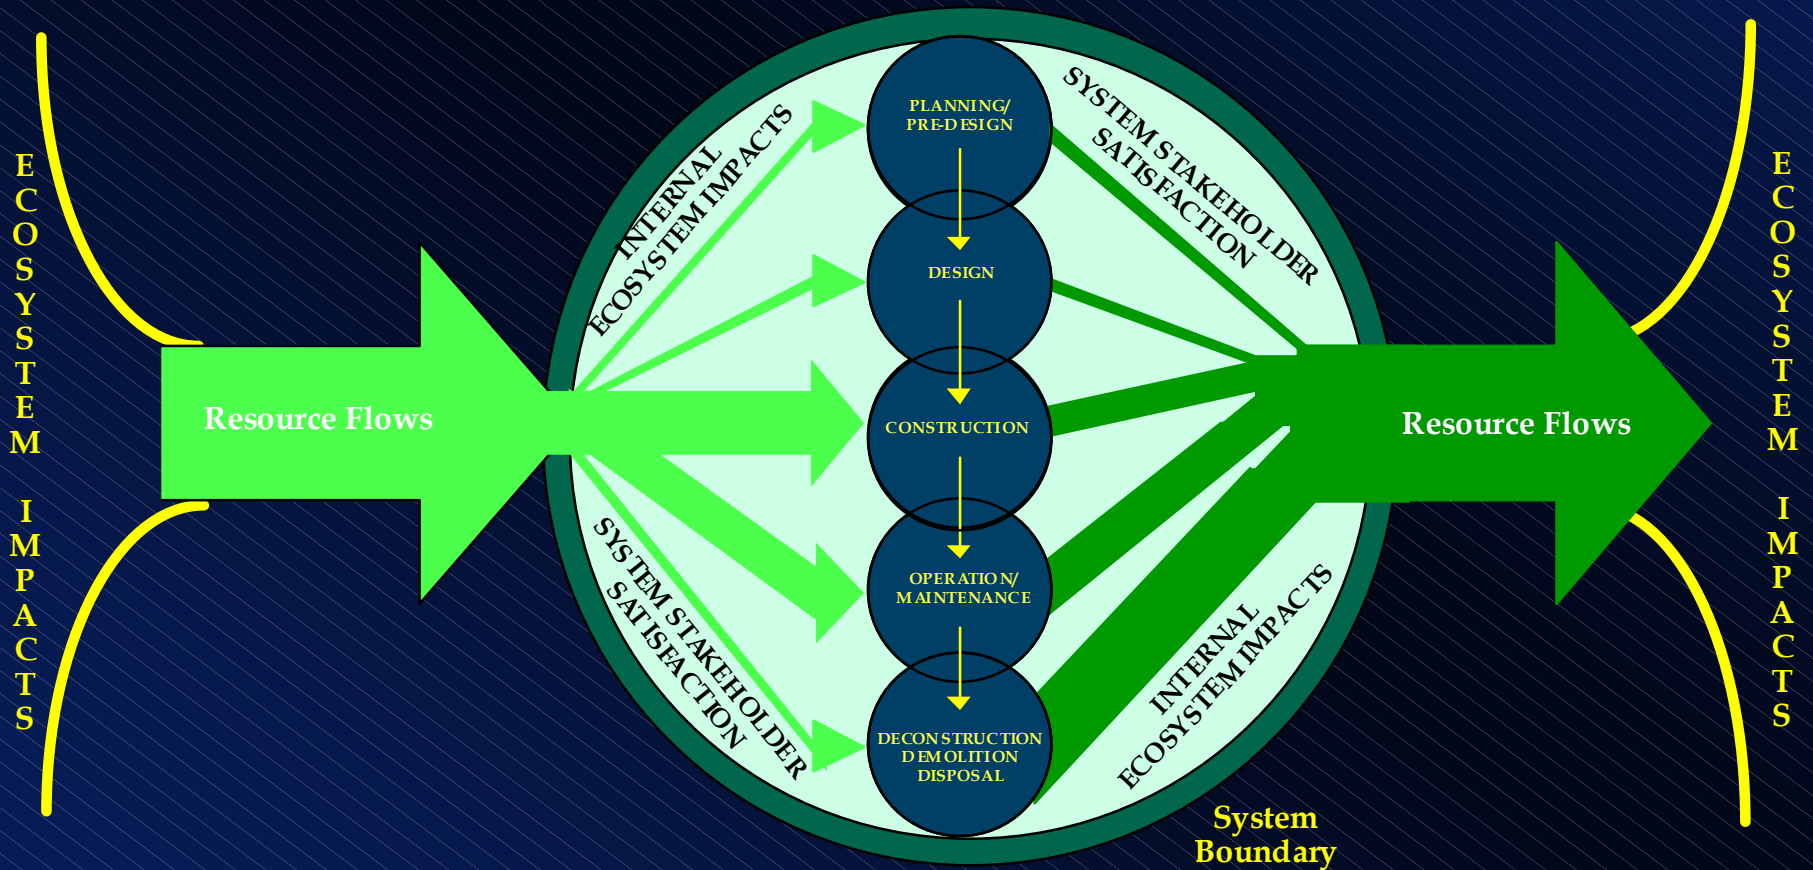 ECOSYSTEM IMPACTS
Resource Flows
INTERNAL
ECOSYSTEM IMPACTS
SYSTEM STAKEHOLDER
SATISFACTION
PLANNING/
PRE-DESIGN
DESIGN
CONSTRUCTION
OPERATION/
MAINTENANCE
DECONSTRUCTION
DEMOLITION
DISPOSAL
SYSTEM STAKEHOLDER
SATISFACTION
INTERNAL
ECOSYSTEM IMPACTS
Resource Flows
System
Boundary
ECOSYSTEM IMPACTS